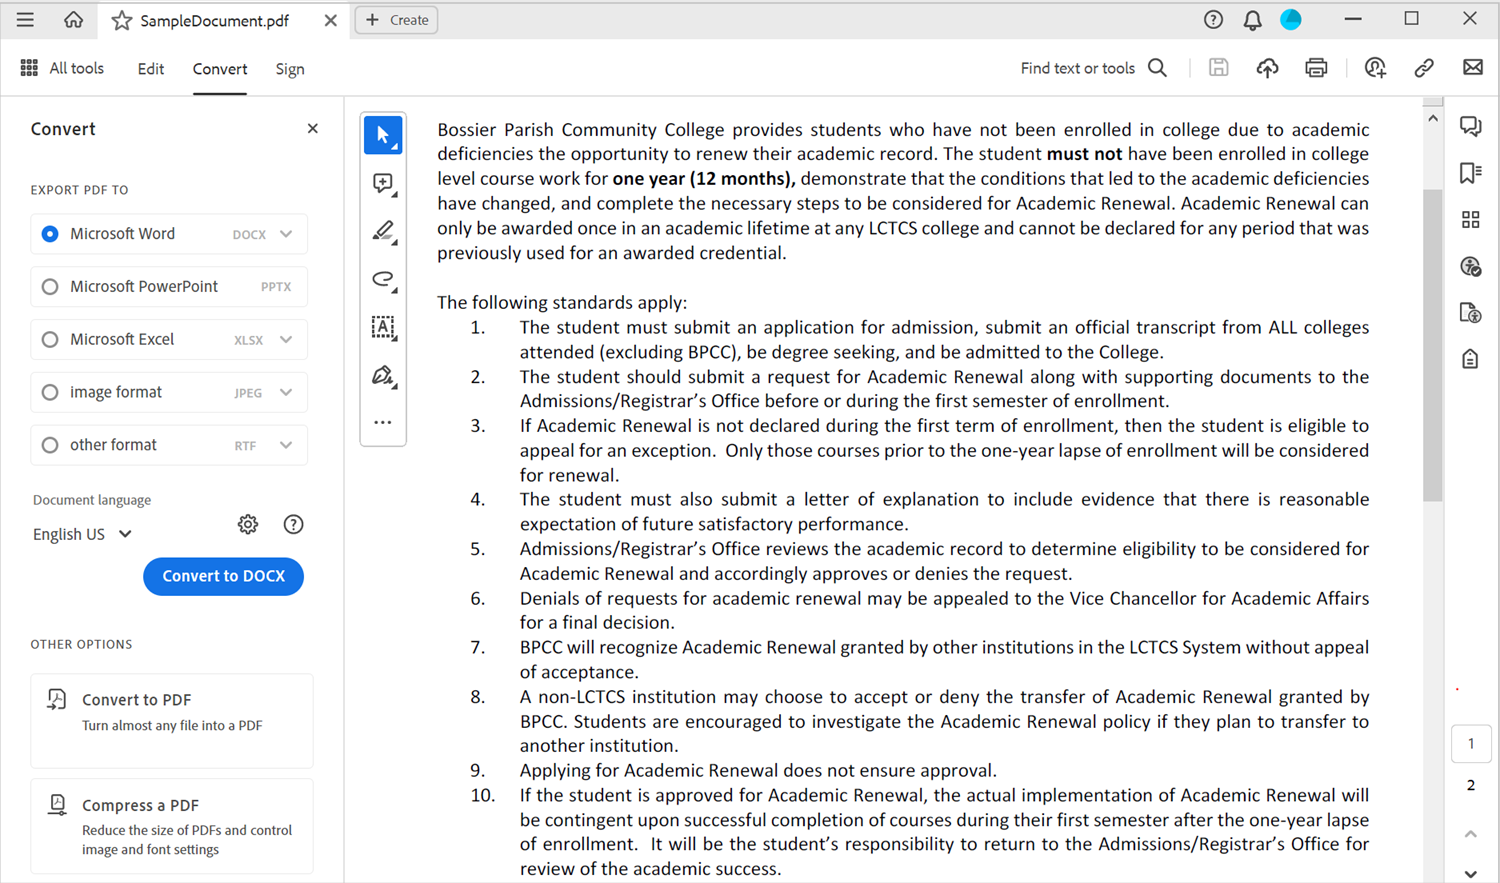 SampleDocument.pdf
Create
All tools
Edit
Convert
Sign
Find text or tools
Convert
EXPORT PDF TO
Microsoft Word DOCX
Microsoft PowerPoint PPTX
Microsoft Excel XLSX
image format JPEG
other format RTF
Document language
English US
Convert to DOCX
OTHER OPTIONS
Convert to PDF
Turn almost any file into a PDF
Compress a PDF
Reduce the size of PDFs and control
image and font settings
Bossier Parish Community College provides students who have not been enrolled in college due to academic
deficiencies the opportunity to renew their academic record. The student must not have been enrolled in college
level course work for one year (12 months), demonstrate that the conditions that led to the academic deficiencies
have changed, and complete the necessary steps to be considered for Academic Renewal. Academic Renewal can
only be awarded once in an academic lifetime at any LCTCS college and cannot be declared for any period that was
previously used for an awarded credential.
The following standards apply:
1. The student must submit an application for admission, submit an official transcript from ALL colleges
attended (excluding BPCC), be degree seeking, and be admitted to the College.
2. The student should submit a request for Academic Renewal along with supporting documents to the
Admissions/Registrar's Office before or during the first semester of enrollment.
3. If Academic Renewal is not declared during the first term of enrollment, then the student is eligible to
appeal for an exception. Only those courses prior to the one-year lapse of enrollment will be considered
for renewal.
4. The student must also submit a letter of explanation to include evidence that there is reasonable
expectation of future satisfactory performance.
5. Admissions/Registrar's Office reviews the academic record to determine eligibility to be considered for
Academic Renewal and accordingly approves or denies the request.
6. Denials of requests for academic renewal may be appealed to the Vice Chancellor for Academic Affairs
for a final decision.
7. BPCC will recognize Academic Renewal granted by other institutions in the LCTCS System without appeal
of acceptance.
8. A non-LCTCS institution may choose to accept or deny the transfer of Academic Renewal granted by
BPCC. Students are encouraged to investigate the Academic Renewal policy if they plan to transfer to
another institution.
9. Applying for Academic Renewal does not ensure approval.
10. If the student is approved for Academic Renewal, the actual implementation of Academic Renewal will
be contingent upon successful completion of courses during their first semester after the one-year lapse
of enrollment. It will be the student's responsibility to return to the Admissions/Registrar's Office for
review of the academic success.
1
2